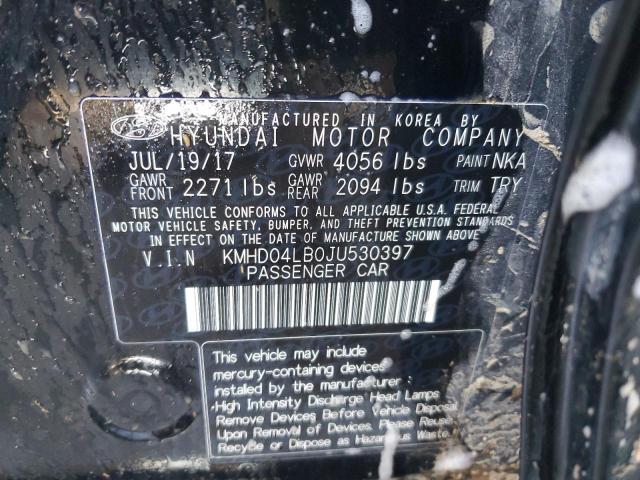 MANUFACTURED IN KOREA BY
HYUNDAI MOTOR COMPANY
JUL/19/17 GVWR 4056 lbs PAINT NKA
GAWR FRONT 2271 lbs GAWR REAR 2094 lbs TRIM TRY
THIS VEHICLE CONFORMS TO ALL APPLICABLE U.S.A. FEDERAL
MOTOR VEHICLE SAFETY, BUMPER, AND THEFT PREVENTION STANDARDS
IN EFFECT ON THE DATE OF MANUFACTURE SHOWN ABOVE.
V.I.N KMHD04LB0JU530397
PASSENGER CAR
This vehicle may include
mercury-containing devices
installed by the manufacturer :
High Intensity Discharge Head Lamps
Remove Devices Before Vehicle Disposal
Upon Removal of Devices, Please Reuse,
Recycle or Dispose as Hazardous Waste.